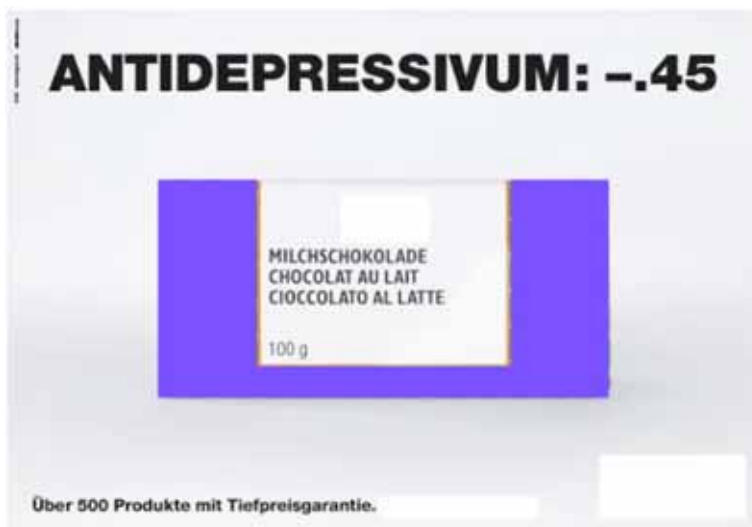 ANTIDEPRESSIVUM: –.45
MILCHSCHOKOLADE
CHOCOLAT AU LAIT
CIOCCOLATO AL LATTE
100 g
Über 500 Produkte mit Tiefpreisgarantie.